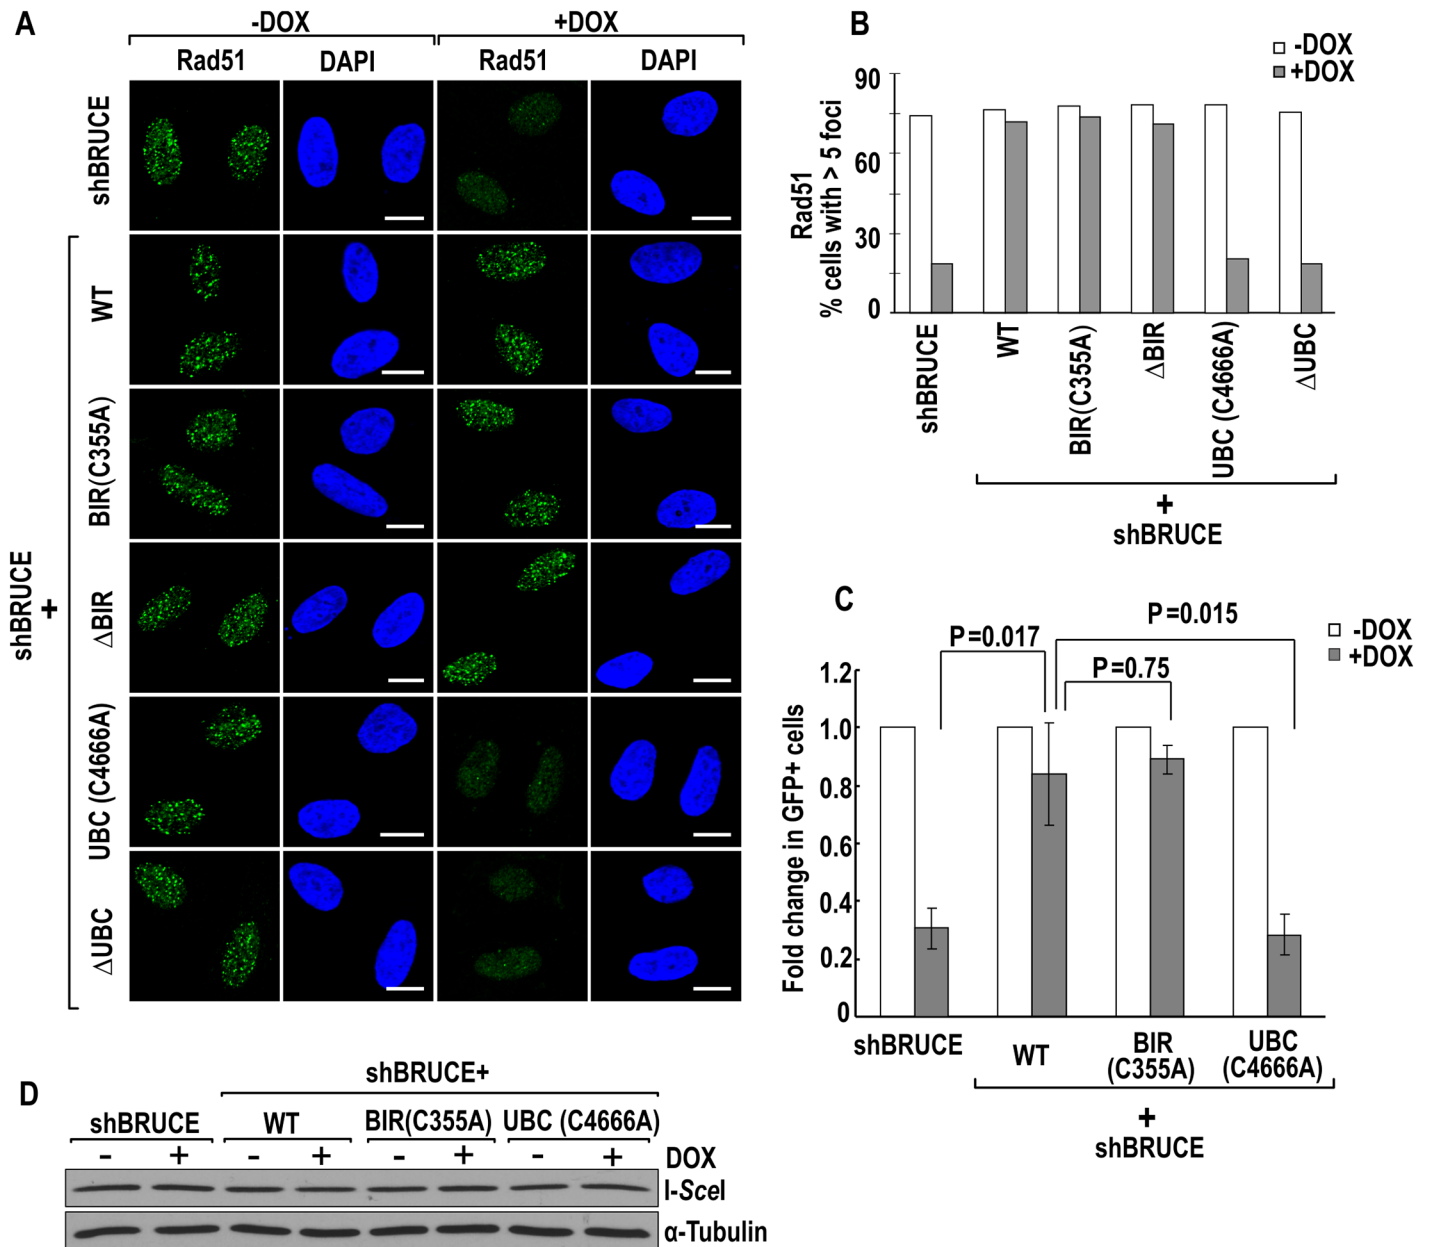 A
-DOX
+DOX
Rad51
DAPI
Rad51
DAPI
shBRUCE
WT
BIR(C355A)
ΔBIR
UBC (C4666A)
ΔUBC
shBRUCE
+
B
-DOX
+DOX
Rad51
% cells with > 5 foci
90
60
30
0
shBRUCE
WT
BIR(C355A)
ΔBIR
UBC (C4666A)
ΔUBC
+
shBRUCE
C
-DOX
+DOX
P=0.017
P=0.015
P=0.75
Fold change in GFP+ cells
1.2
1.0
0.8
0.6
0.4
0.2
0
shBRUCE
WT
BIR
(C355A)
UBC
(C4666A)
+
shBRUCE
D
shBRUCE+
shBRUCE
WT
BIR(C355A)
UBC (C4666A)
- + - + - + - + DOX
I-SceI
α-Tubulin